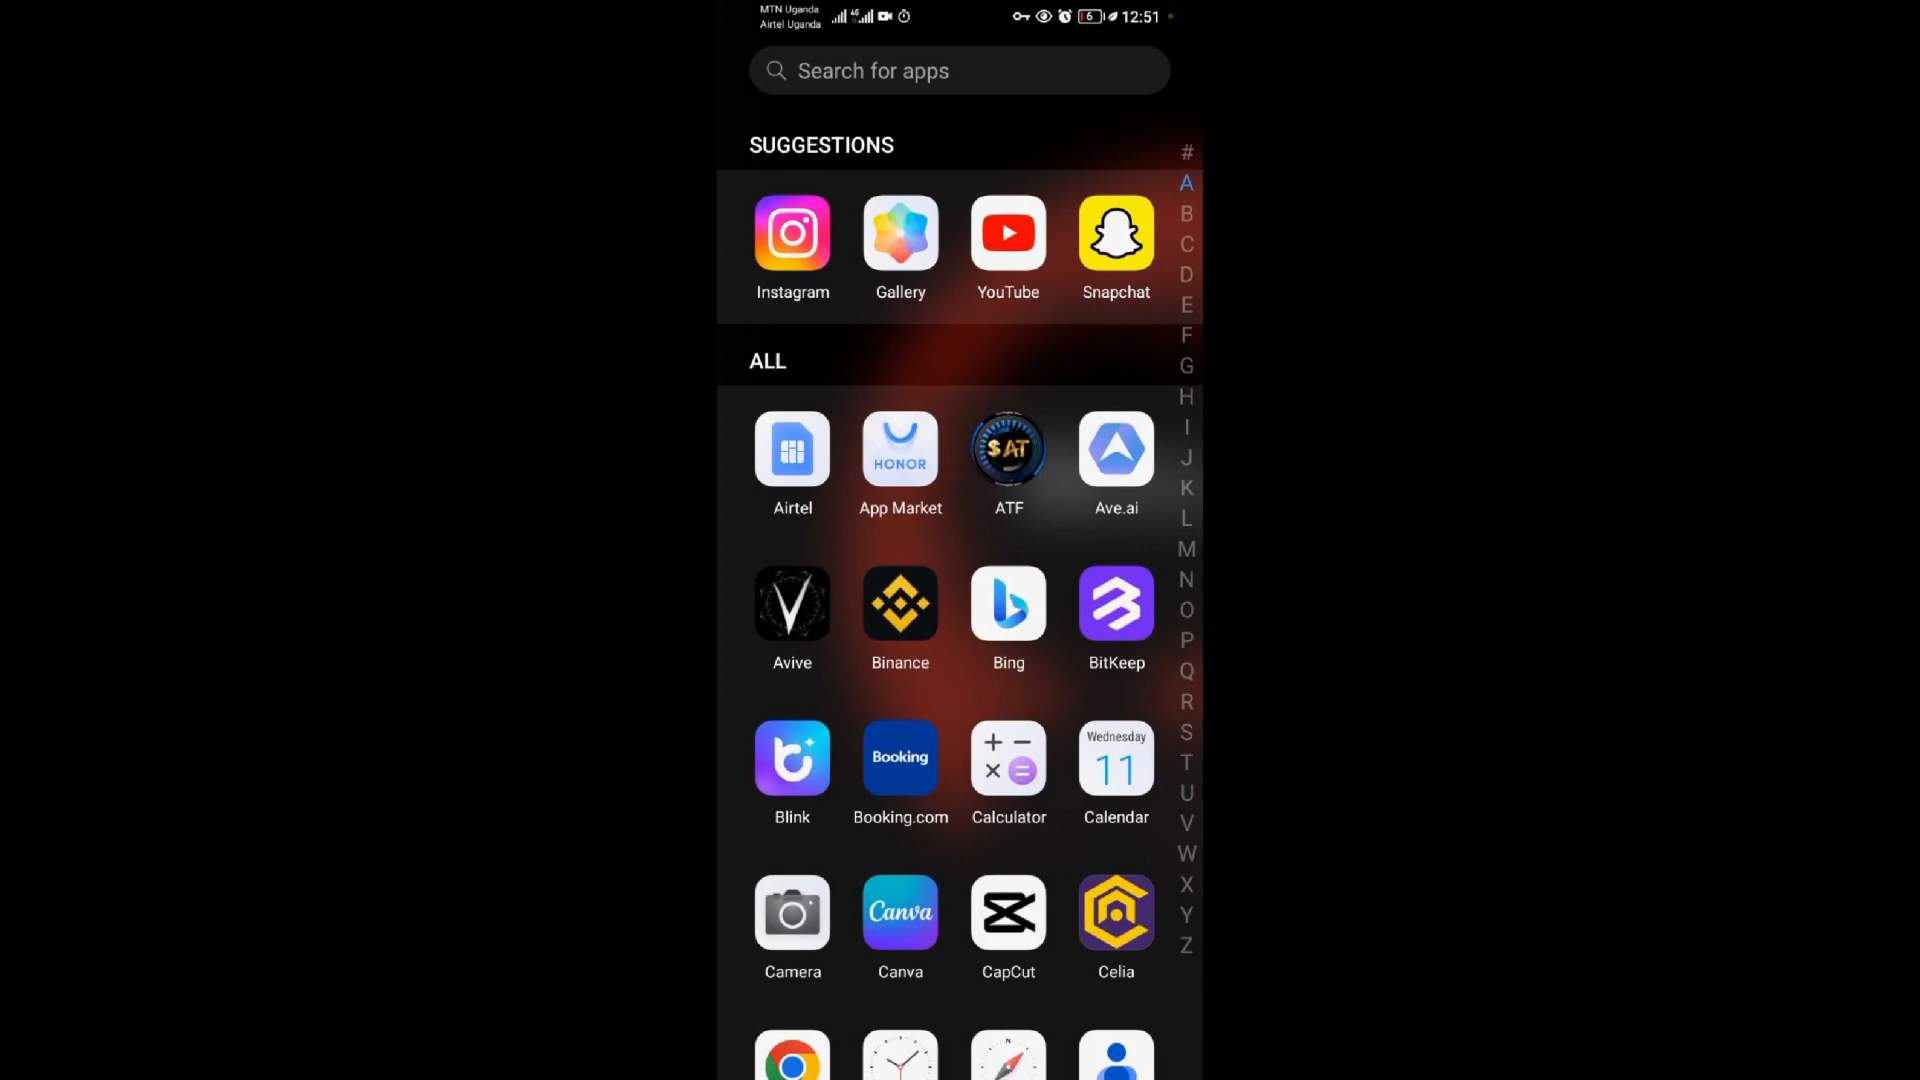 MTN Uganda
Airtel Uganda
4G
6
12:51
Search for apps
SUGGESTIONS
Instagram Gallery YouTube Snapchat
ALL
HONOR
$AT
Airtel App Market ATF Ave.ai
Avive Binance Bing BitKeep
Booking
Wednesday
11
Blink Booking.com Calculator Calendar
Canva
Camera Canva CapCut Celia
N
#
A
B
C
D
E
F
G
H
I
J
K
L
M
N
O
P
Q
R
S
T
U
V
W
X
Y
Z